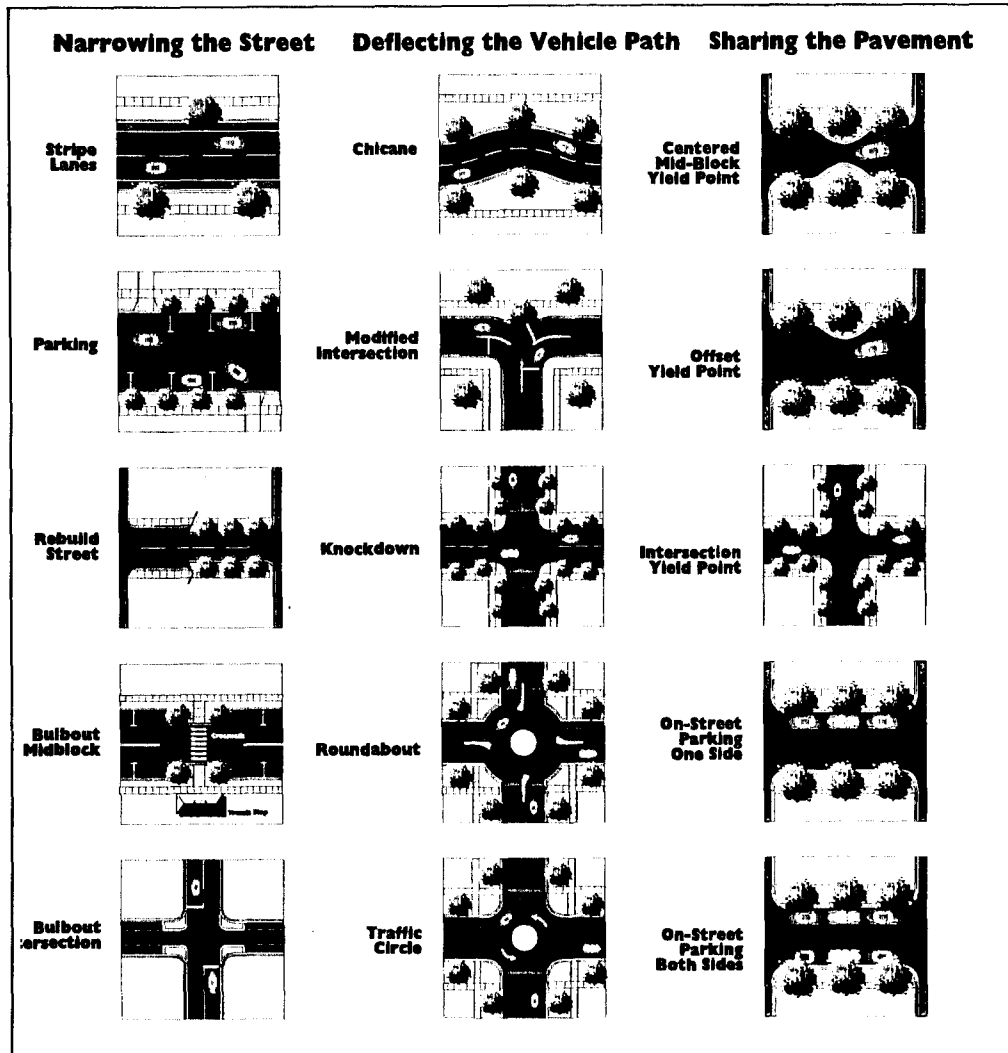 Narrowing the Street
Stripe
Lanes
Parking
Rebuild
Street
Bulbout
Midblock
Crosswalk
Transit Stop
Bulbout
tersection
Deflecting the Vehicle Path
Chicane
Modified
Intersection
Knockdown
Roundabout
Traffic
Circle
Sharing the Pavement
Centered
Mid-Block
Yield Point
Offset
Yield Point
Intersection
Yield Point
On-Street
Parking
One Side
On-Street
Parking
Both Sides